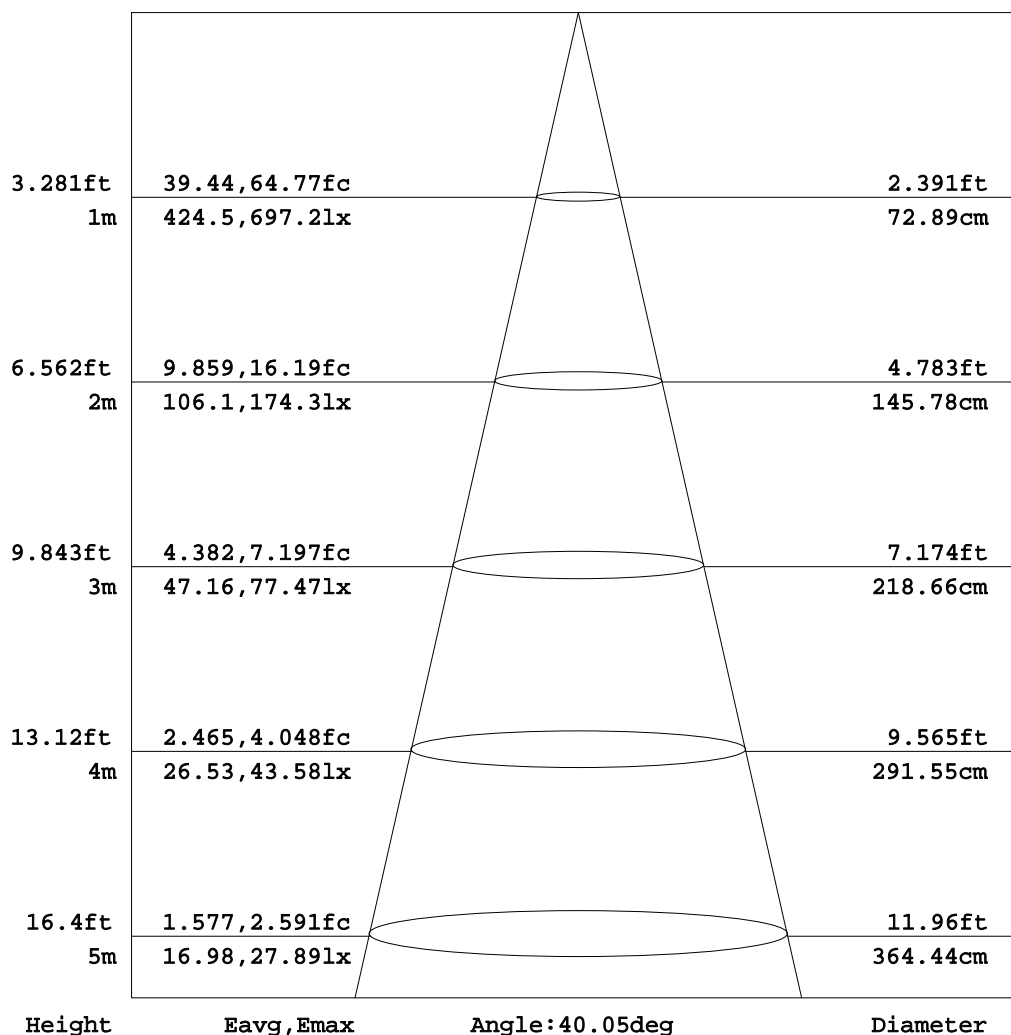 3.281ft 39.44,64.77fc 2.391ft
1m 424.5,697.2lx 72.89cm
6.562ft 9.859,16.19fc 4.783ft
2m 106.1,174.3lx 145.78cm
9.843ft 4.382,7.197fc 7.174ft
3m 47.16,77.47lx 218.66cm
13.12ft 2.465,4.048fc 9.565ft
4m 26.53,43.58lx 291.55cm
16.4ft 1.577,2.591fc 11.96ft
5m 16.98,27.89lx 364.44cm
Height Eavg,Emax Angle:40.05deg Diameter